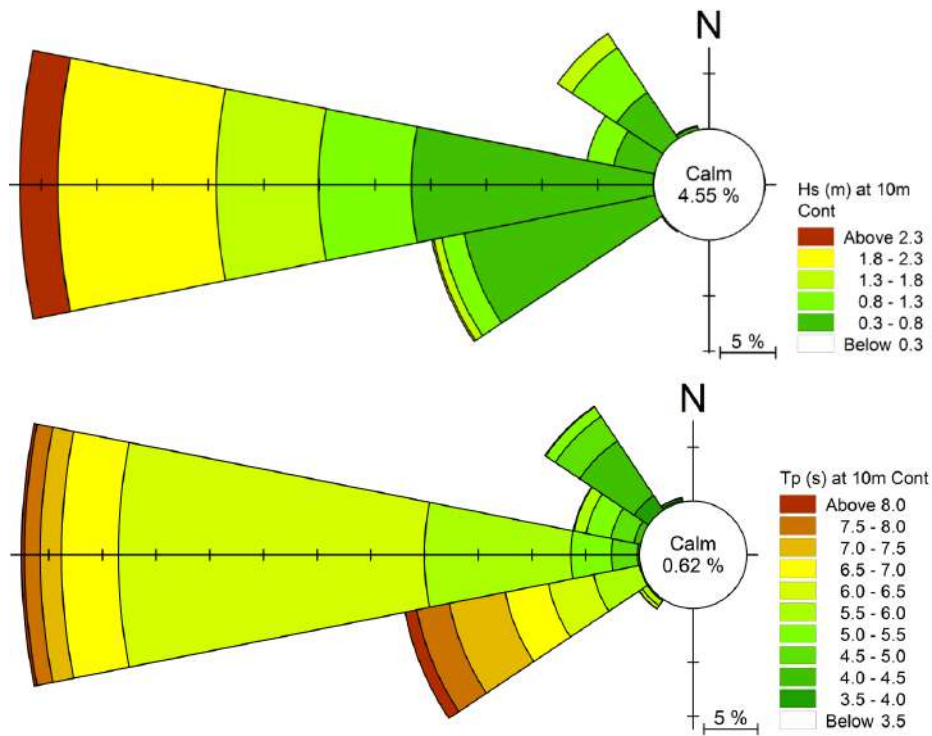 N
Calm
4.55 %
Hs (m) at 10m
Cont
Above 2.3
1.8 - 2.3
1.3 - 1.8
0.8 - 1.3
0.3 - 0.8
Below 0.3
5 %
N
Calm
0.62 %
Tp (s) at 10m Cont
Above 8.0
7.5 - 8.0
7.0 - 7.5
6.5 - 7.0
6.0 - 6.5
5.5 - 6.0
5.0 - 5.5
4.5 - 5.0
4.0 - 4.5
3.5 - 4.0
Below 3.5
5 %